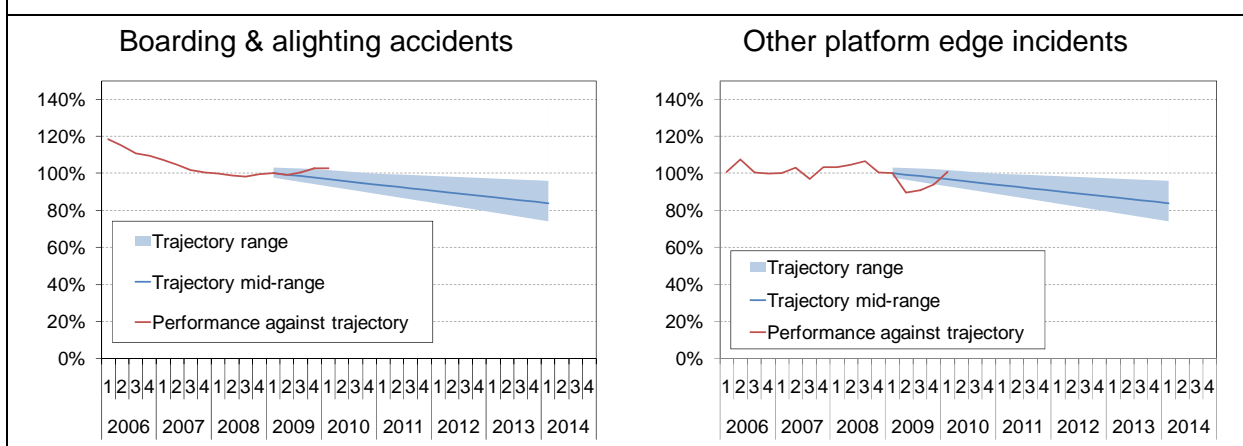 Boarding & alighting accidents
140%
120%
100%
80%
60%
40%
20%
0%
Trajectory range
Trajectory mid-range
Performance against trajectory
1 2 3 4 1 2 3 4 1 2 3 4 1 2 3 4 1 2 3 4 1 2 3 4 1 2 3 4 1 2 3 4 1 2 3 4
2006 2007 2008 2009 2010 2011 2012 2013 2014
Other platform edge incidents
140%
120%
100%
80%
60%
40%
20%
0%
Trajectory range
Trajectory mid-range
Performance against trajectory
1 2 3 4 1 2 3 4 1 2 3 4 1 2 3 4 1 2 3 4 1 2 3 4 1 2 3 4 1 2 3 4 1 2 3 4
2006 2007 2008 2009 2010 2011 2012 2013 2014